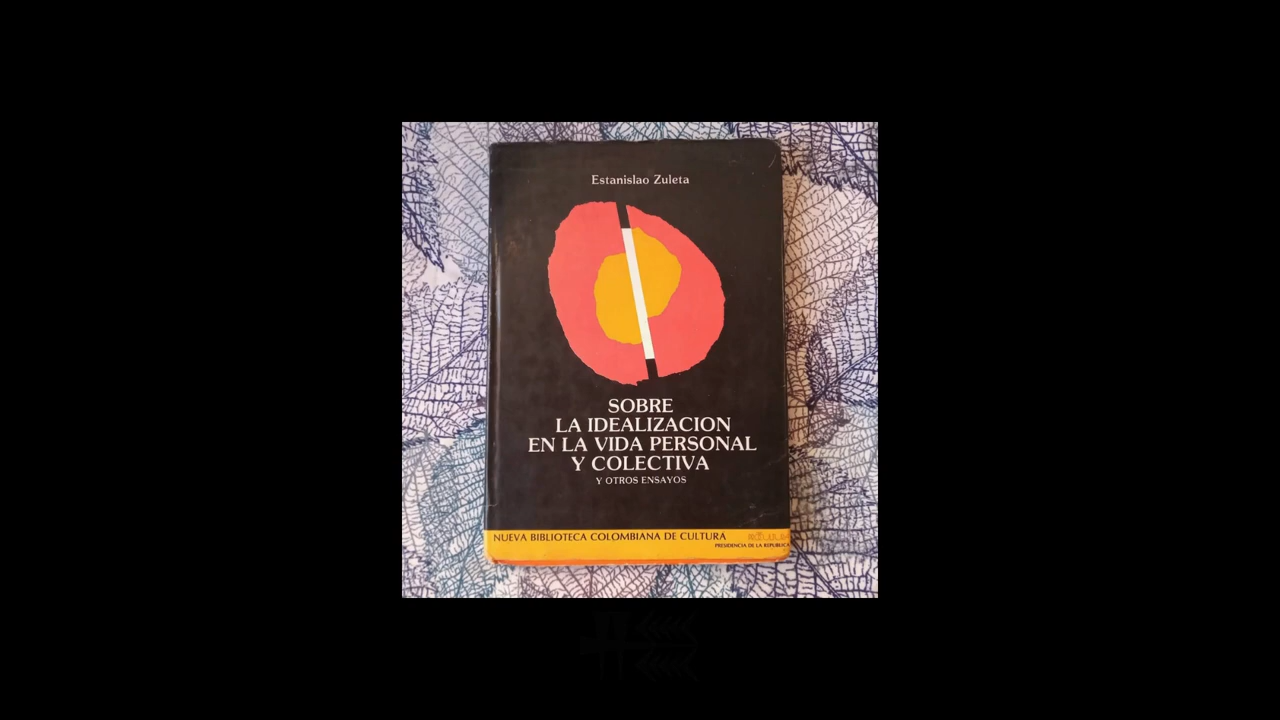 Estanislao Zuleta
SOBRE
LA IDEALIZACION
EN LA VIDA PERSONAL
Y COLECTIVA
Y OTROS ENSAYOS
NUEVA BIBLIOTECA COLOMBIANA DE CULTURA
PRESIDENCIA DE LA REPUBLICA